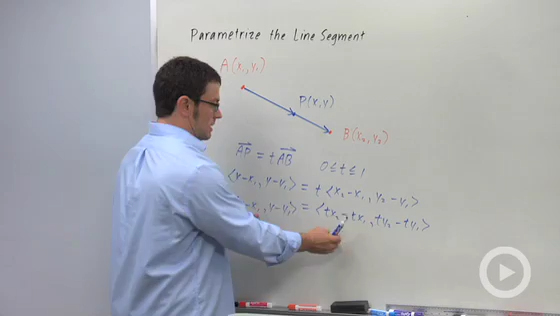 Parametrize the Line Segment
A(x₁, y₁)
P(x, y)
B(x₂, y₂)
AP = t AB 0 ≤ t ≤ 1
⟨x-x₁, y-y₁⟩ = t ⟨x₂-x₁, y₂-y₁⟩
-x₁, y-y₁⟩ = ⟨tx₂-tx₁, ty₂-ty₁⟩